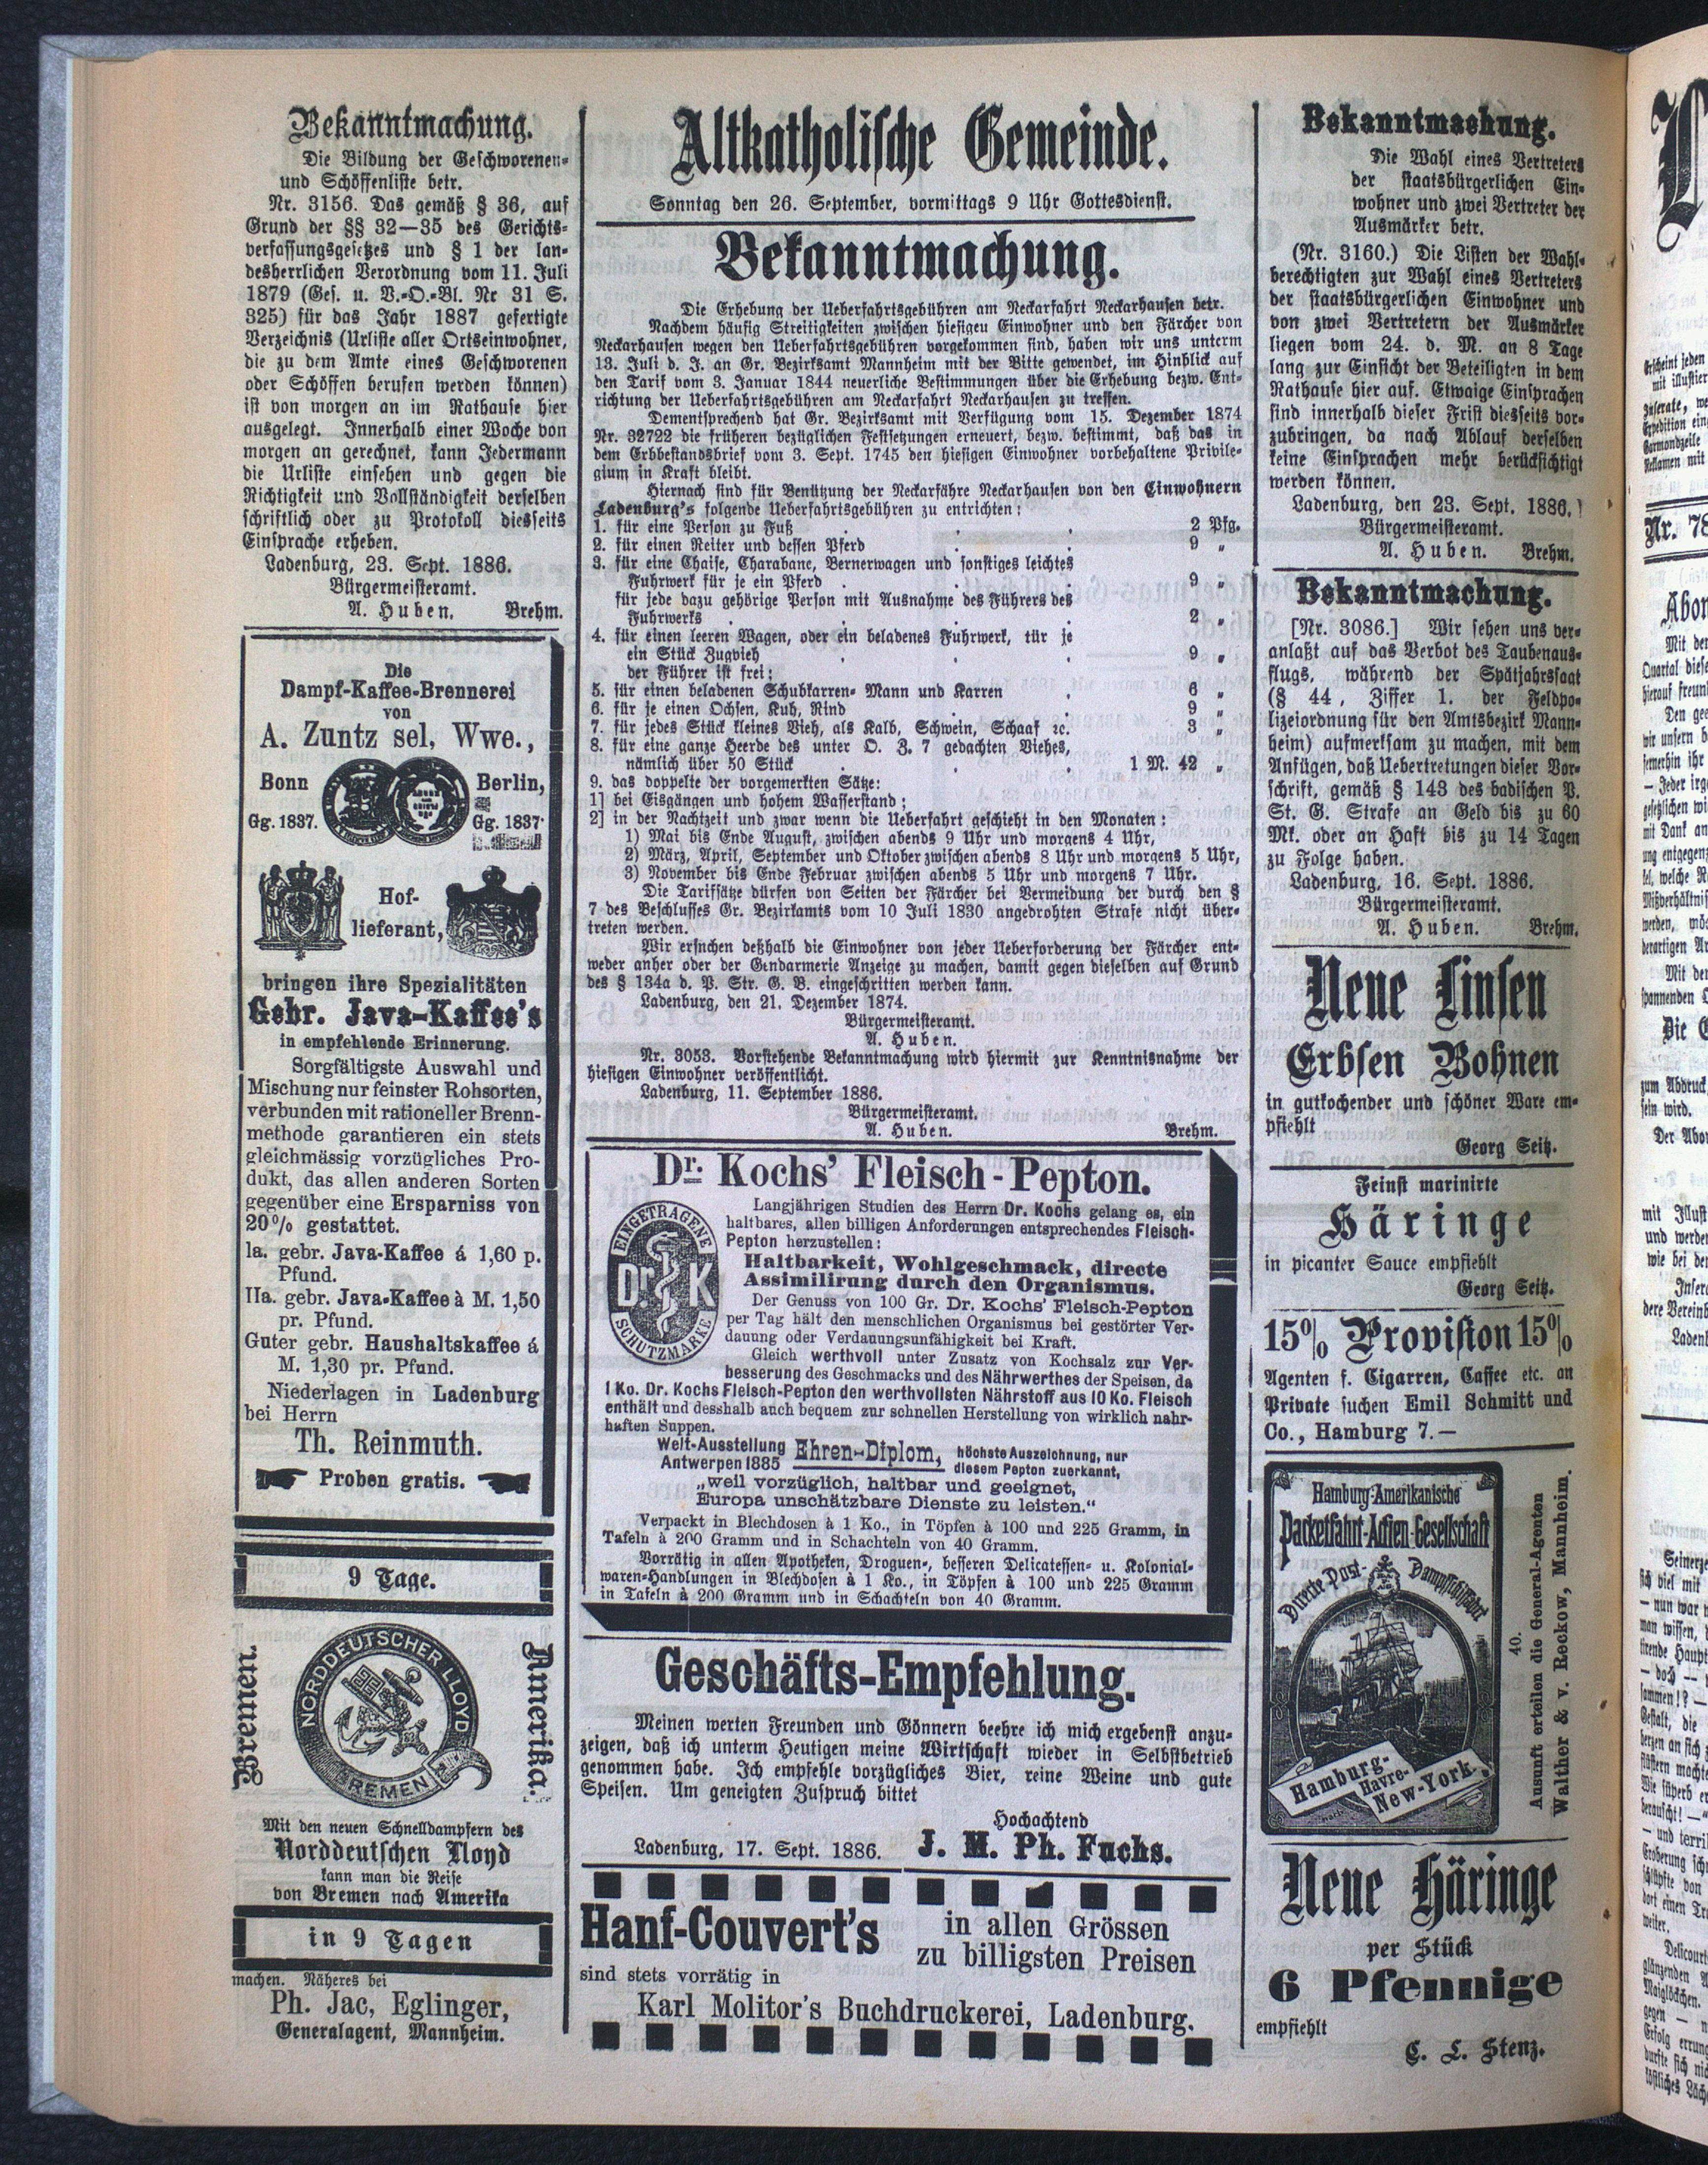 Bekanntmachung.
Die Bildung der Geschworenen-
und Schöffenliste betr.
Nr. 3156. Das gemäß § 36, auf
Grund der §§ 32—35 des Gerichts-
verfassungsgesetzes und § 1 der lan-
desherrlichen Verordnung vom 11. Juli
1879 (Ges. u. V.-O.-Bl. Nr 31 S.
325) für das Jahr 1887 gefertigte
Verzeichnis (Urliste aller Ortseinwohner,
die zu dem Amte eines Geschworenen
oder Schöffen berufen werden können)
ist von morgen an im Rathause hier
ausgelegt. Innerhalb einer Woche von
morgen an gerechnet, kann Jedermann
die Urliste einsehen und gegen die
Richtigkeit und Vollständigkeit derselben
schriftlich oder zu Protokoll diesseits
Einsprache erheben.
Ladenburg, 23. Sept. 1886.
Bürgermeisteramt.
A. Huben. Brehm.
Die
Dampf-Kaffee-Brennerei
von
A. Zuntz sel. Wwe.,
Bonn Berlin,
Gg. 1837. Gg. 1837.
Hof-
lieferant,
bringen ihre Spezialitäten
Gebr. Java-Kaffee's
in empfehlende Erinnerung.
Sorgfältigste Auswahl und
Mischung nur feinster Rohsorten,
verbunden mit rationeller Brenn-
methode garantieren ein stets
gleichmässig vorzügliches Pro-
dukt, das allen anderen Sorten
gegenüber eine Ersparniss von
20% gestattet.
Ia. gebr. Java-Kaffee á 1,60 p.
Pfund.
IIa. gebr. Java-Kaffee à M. 1,50
pr. Pfund.
Guter gebr. Haushaltskaffee á
M. 1,30 pr. Pfund.
Niederlagen in Ladenburg
bei Herrn
Th. Reinmuth.
Proben gratis.
9 Tage.
Bremen.
NORDDEUTSCHER LLOYD
BREMEN
Amerika.
Mit den neuen Schnelldampfern des
Norddeutschen Lloyd
kann man die Reise
von Bremen nach Amerika
in 9 Tagen
machen. Näheres bei
Ph. Jac, Eglinger,
Generalagent, Mannheim.
Altkatholische Gemeinde.
Sonntag den 26. September, vormittags 9 Uhr Gottesdienst.
Bekanntmachung.
Die Erhebung der Ueberfahrtsgebühren am Neckarfahrt Neckarhausen betr.
Nachdem häufig Streitigkeiten zwischen hiesigen Einwohner und den Färcher von
Neckarhausen wegen den Ueberfahrtsgebühren vorgekommen sind, haben wir uns unterm
13. Juli d. J. an Gr. Bezirksamt Mannheim mit der Bitte gewendet, im Hinblick auf
den Tarif vom 3. Januar 1844 neuerliche Bestimmungen über die Erhebung bezw. Ent-
richtung der Ueberfahrtsgebühren am Neckarfahrt Neckarhausen zu treffen.
Dementsprechend hat Gr. Bezirksamt mit Verfügung vom 15. Dezember 1874
Nr. 32722 die früheren bezüglichen Festsetzungen erneuert, bezw. bestimmt, daß das in
dem Erbbestandsbrief vom 3. Sept. 1745 den hiesigen Einwohner vorbehaltene Privile-
gium in Kraft bleibt.
Hiernach sind für Benützung der Neckarfähre Neckarhausen von den Einwohnern
Ladenburg's folgende Ueberfahrtsgebühren zu entrichten:
1. für eine Person zu Fuß . . 2 Pfg.
2. für einen Reiter und dessen Pferd . . 9 „
3. für eine Chaise, Charabanc, Bernerwagen und sonstiges leichtes
Fuhrwerk für je ein Pferd . . . 9 „
für jede dazu gehörige Person mit Ausnahme des Führers des
Fuhrwerks . . . . 2 „
4. für einen leeren Wagen, oder ein beladenes Fuhrwerk, für je
ein Stück Zugvieh . . . 9 „
der Führer ist frei;
5. für einen beladenen Schubkarren- Mann und Karren 6 „
6. für je einen Ochsen, Kuh, Rind . . 9 „
7. für jedes Stück kleines Vieh, als Kalb, Schwein, Schaaf ꝛc. 3 „
8. für eine ganze Heerde des unter O. Z. 7 gedachten Viehes,
nämlich über 50 Stück . . 1 M. 42 „
9. das doppelte der vorgemerkten Sätze:
1] bei Eisgängen und hohem Wasserstand;
2] in der Nachtzeit und zwar wenn die Ueberfahrt geschieht in den Monaten:
1) Mai bis Ende August, zwischen abends 9 Uhr und morgens 4 Uhr,
2) März, April, September und Oktober zwischen abends 8 Uhr und morgens 5 Uhr,
3) November bis Ende Februar zwischen abends 5 Uhr und morgens 7 Uhr.
Die Tarifsätze dürfen von Seiten der Färcher bei Vermeidung der durch den §
7 des Beschlusses Gr. Bezirksamts vom 10 Juli 1830 angedrohten Strafe nicht über-
treten werden.
Wir ersuchen deßhalb die Einwohner von jeder Ueberforderung der Färcher ent-
weder anher oder der Gendarmerie Anzeige zu machen, damit gegen dieselben auf Grund
des § 134a d. P. Str. G. B. eingeschritten werden kann.
Ladenburg, den 21. Dezember 1874.
Bürgermeisteramt.
A. Huben.
Nr. 3053. Vorstehende Bekanntmachung wird hiermit zur Kenntnisnahme der
hiesigen Einwohner veröffentlicht.
Ladenburg, 11. September 1886.
Bürgermeisteramt.
A. Huben. Brehm.
Dr. Kochs' Fleisch-Pepton.
EINGETRAGENE
Dr. K
SCHUTZMARKE
Langjährigen Studien des Herrn Dr. Kochs gelang es, ein
haltbares, allen billigen Anforderungen entsprechendes Fleisch-
Pepton herzustellen:
Haltbarkeit, Wohlgeschmack, directe
Assimilirung durch den Organismus.
Der Genuss von 100 Gr. Dr. Kochs' Fleisch-Pepton
per Tag hält den menschlichen Organismus bei gestörter Ver-
dauung oder Verdauungsunfähigkeit bei Kraft.
Gleich werthvoll unter Zusatz von Kochsalz zur Ver-
besserung des Geschmacks und des Nährwerthes der Speisen, da
1 Ko. Dr. Kochs Fleisch-Pepton den werthvollsten Nährstoff aus 10 Ko. Fleisch
enthält und desshalb auch bequem zur schnellen Herstellung von wirklich nahr-
haften Suppen.
Welt-Ausstellung
Antwerpen 1885
Ehren-Diplom,
höchste Auszeichnung, nur
diesem Pepton zuerkannt,
„weil vorzüglich, haltbar und geeignet,
Europa unschätzbare Dienste zu leisten.“
Verpackt in Blechdosen à 1 Ko., in Töpfen à 100 und 225 Gramm, in
Tafeln à 200 Gramm und in Schachteln von 40 Gramm.
Vorrätig in allen Apotheken, Droguen-, besseren Delicatessen- u. Kolonial-
waren-Handlungen in Blechdosen à 1 Ko., in Töpfen à 100 und 225 Gramm
in Tafeln à 200 Gramm und in Schachteln von 40 Gramm.
Geschäfts-Empfehlung.
Meinen werten Freunden und Gönnern beehre ich mich ergebenst anzu-
zeigen, daß ich unterm Heutigen meine Wirtschaft wieder in Selbstbetrieb
genommen habe. Ich empfehle vorzügliches Bier, reine Weine und gute
Speisen. Um geneigten Zuspruch bittet
Hochachtend
Ladenburg, 17. Sept. 1886. J. M. Ph. Fuchs.
Hanf-Couvert's
in allen Grössen
zu billigsten Preisen
sind stets vorrätig in
Karl Molitor's Buchdruckerei, Ladenburg.
Bekanntmachung.
Die Wahl eines Vertreters
der staatsbürgerlichen Ein-
wohner und zwei Vertreter der
Ausmärker betr.
(Nr. 3160.) Die Listen der Wahl-
berechtigten zur Wahl eines Vertreters
der staatsbürgerlichen Einwohner und
von zwei Vertretern der Ausmärker
liegen vom 24. d. M. an 8 Tage
lang zur Einsicht der Beteiligten in dem
Rathause hier auf. Etwaige Einsprachen
sind innerhalb dieser Frist diesseits vor-
zubringen, da nach Ablauf derselben
keine Einsprachen mehr berücksichtigt
werden können.
Ladenburg, den 23. Sept. 1886.
Bürgermeisteramt.
A. Huben. Brehm.
Bekanntmachung.
[Nr. 3086.] Wir sehen uns ver-
anlaßt auf das Verbot des Taubenaus-
flugs, während der Spätjahrssaat
(§ 44, Ziffer 1. der Feldpo-
lizeiordnung für den Amtsbezirk Mann-
heim) aufmerksam zu machen, mit dem
Anfügen, daß Uebertretungen dieser Vor-
schrift, gemäß § 143 des badischen P.
St. G. Strafe an Geld bis zu 60
Mk. oder an Haft bis zu 14 Tagen
zu Folge haben.
Ladenburg, 16. Sept. 1886.
Bürgermeisteramt.
A. Huben. Brehm.
Neue Linsen
Erbsen Bohnen
in gutkochender und schöner Ware em-
pfiehlt
Georg Seitz.
Feinst marinirte
Häringe
in picanter Sauce empfiehlt
Georg Seitz.
15% Provision 15%
Agenten f. Cigarren, Caffee etc. an
Private suchen Emil Schmitt und
Co., Hamburg 7.—
Hamburg-Amerikanische
Packetfahrt-Actien-Gesellschaft
Directe Post- Dampfschiffahrt
Hamburg-
Havre-
New-York.
40.
Auskunft erteilen die General-Agenten
Walther & v. Reckow, Mannheim.
Neue Häringe
per Stück
6 Pfennige
empfiehlt
C. L. Stenz.
Nr. 78